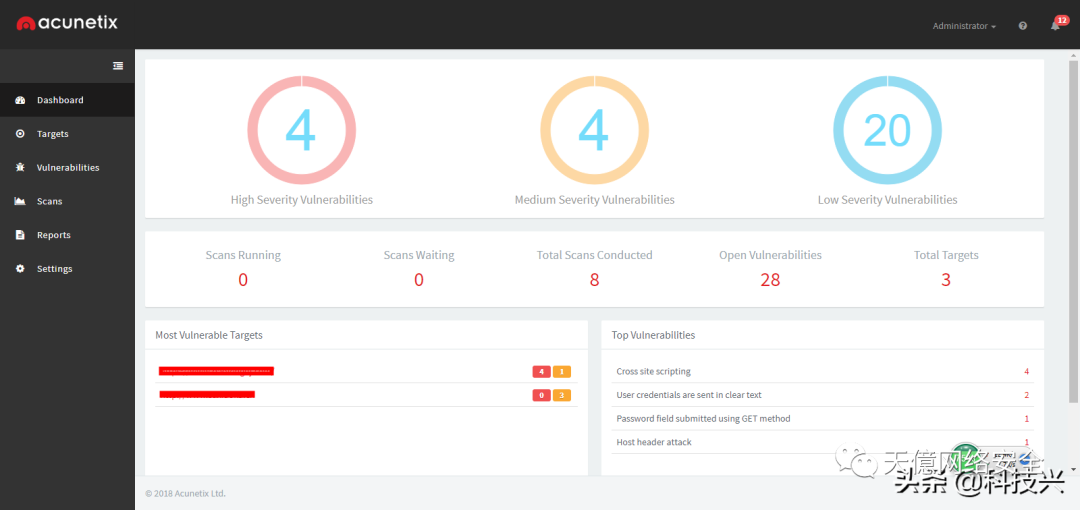 acunetix
Administrator
12
Dashboard
Targets
Vulnerabilities
Scans
Reports
Settings
4
4
20
High Severity Vulnerabilities
Medium Severity Vulnerabilities
Low Severity Vulnerabilities
Scans Running
Scans Waiting
Total Scans Conducted
Open Vulnerabilities
Total Targets
0
0
8
28
3
Most Vulnerable Targets
4 1
0 3
Top Vulnerabilities
Cross site scripting 4
User credentials are sent in clear text 2
Password field submitted using GET method 1
Host header attack 1
天億网络安全
头条 @科技兴
© 2018 Acunetix Ltd.